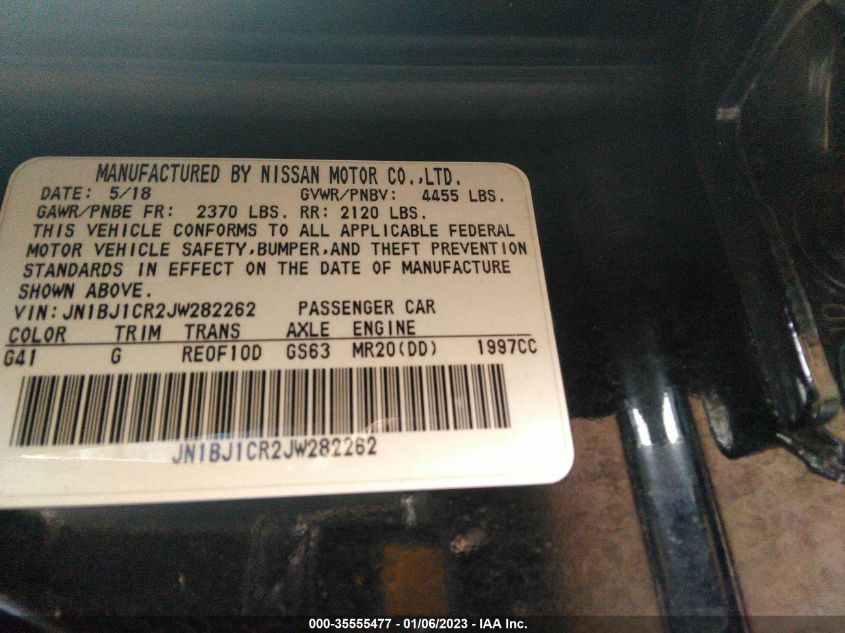 MANUFACTURED BY NISSAN MOTOR CO.,LTD.
DATE: 5/18 GVWR/PNBV: 4455 LBS.
GAWR/PNBE FR: 2370 LBS. RR: 2120 LBS.
THIS VEHICLE CONFORMS TO ALL APPLICABLE FEDERAL
MOTOR VEHICLE SAFETY,BUMPER,AND THEFT PREVENTION
STANDARDS IN EFFECT ON THE DATE OF MANUFACTURE
SHOWN ABOVE.
VIN: JN1BJ1CR2JW282262 PASSENGER CAR
COLOR TRIM TRANS AXLE ENGINE
G41 G RE0F10D GS63 MR20(DD) 1997CC
JN1BJ1CR2JW282262
000-35555477 - 01/06/2023 - IAA Inc.